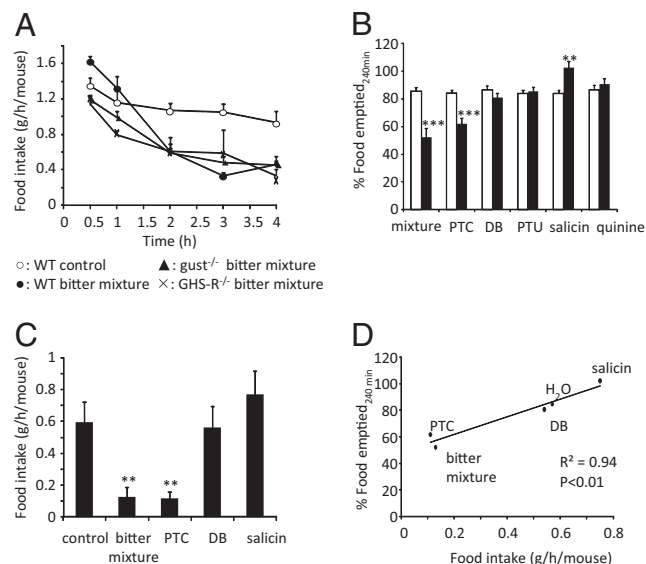 A
Food intake (g/h/mouse)
1.6
1.2
0.8
0.4
0
0 0.5 1 1.5 2 2.5 3 3.5 4
Time (h)
○: WT control ▲: gust-/- bitter mixture
●: WT bitter mixture ×: GHS-R-/- bitter mixture
B
% Food emptied240min
120
100
80
60
40
20
0
*** *** **
mixture PTC DB PTU salicin quinine
C
Food intake (g/h/mouse)
1
0.8
0.6
0.4
0.2
0
** **
control bitter mixture PTC DB salicin
D
% Food emptied240 min
120
100
80
60
40
20
0
salicin
H2O
PTC
DB
bitter
mixture
R² = 0.94
P<0.01
0 0.2 0.4 0.6 0.8
Food intake (g/h/mouse)